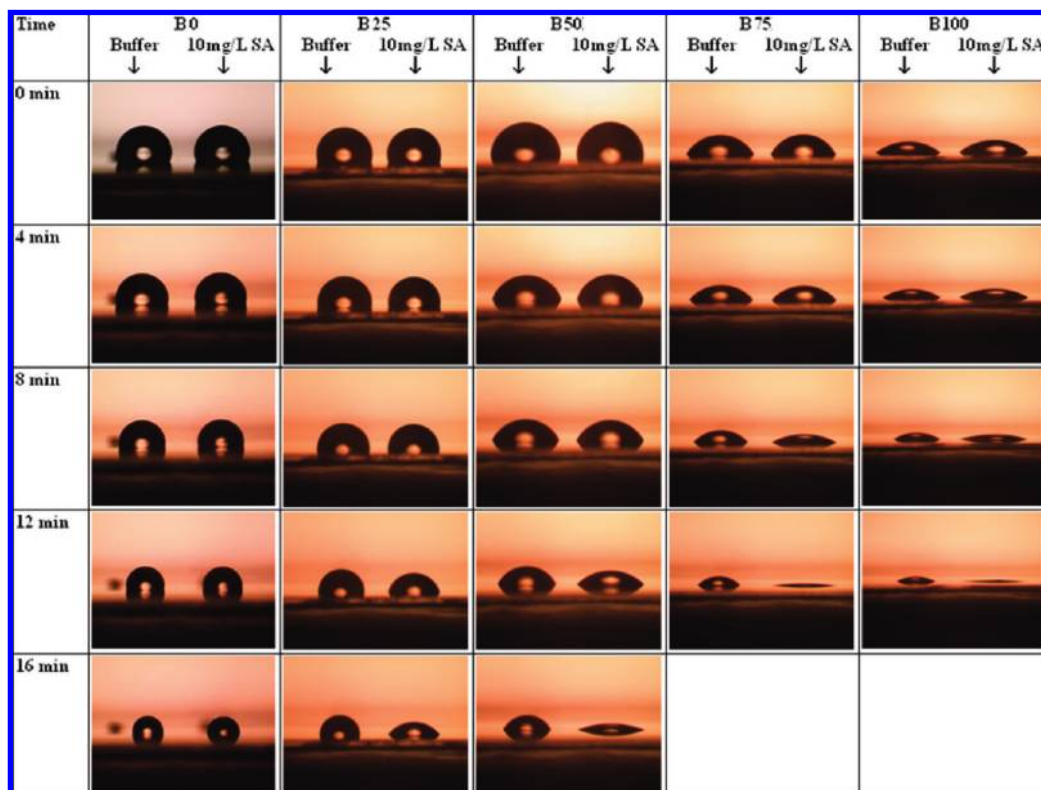 Time B0 B25 B50 B75 B100
Buffer 10mg/L SA Buffer 10mg/L SA Buffer 10mg/L SA Buffer 10mg/L SA Buffer 10mg/L SA
↓ ↓ ↓ ↓ ↓ ↓ ↓ ↓ ↓ ↓
0 min
4 min
8 min
12 min
16 min